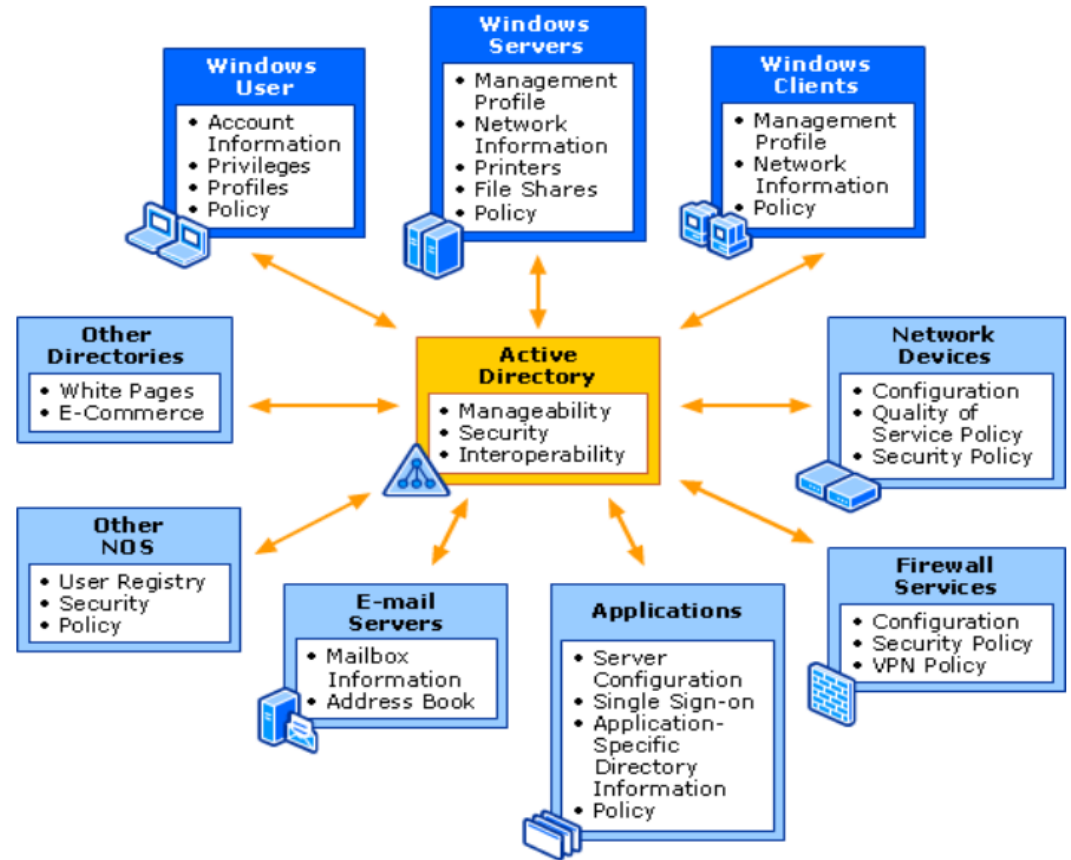 Windows
User
• Account
Information
• Privileges
• Profiles
• Policy
Windows
Servers
• Management
Profile
• Network
Information
• Printers
• File Shares
• Policy
Windows
Clients
• Management
Profile
• Network
Information
• Policy
Other
Directories
• White Pages
• E-Commerce
Active
Directory
• Manageability
• Security
• Interoperability
Network
Devices
• Configuration
• Quality of
Service Policy
• Security Policy
Other
NOS
• User Registry
• Security
• Policy
E-mail
Servers
• Mailbox
Information
• Address Book
Applications
• Server
Configuration
• Single Sign-on
• Application-
Specific
Directory
Information
• Policy
Firewall
Services
• Configuration
• Security Policy
• VPN Policy